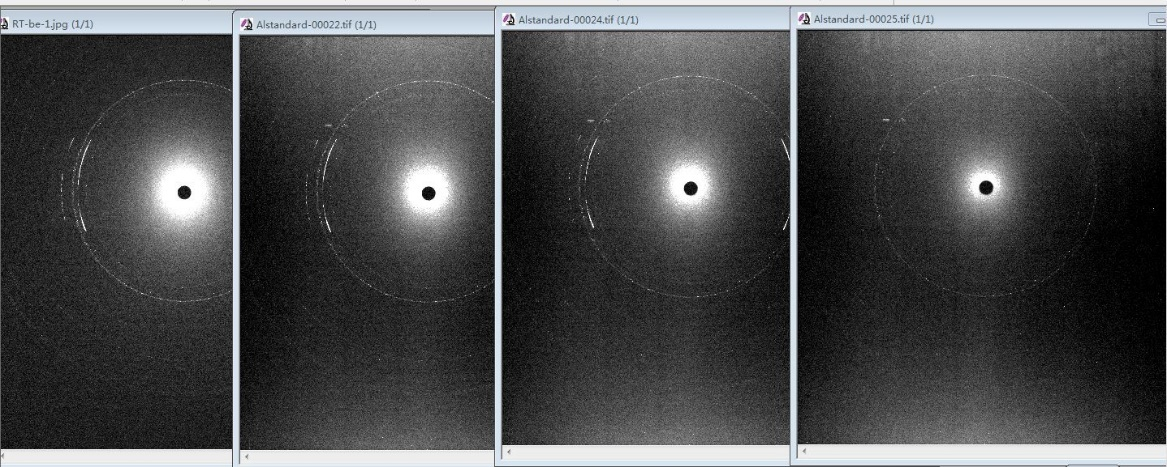 RT-be-1.jpg (1/1)
Alstandard-00022.tif (1/1)
Alstandard-00024.tif (1/1)
Alstandard-00025.tif (1/1)